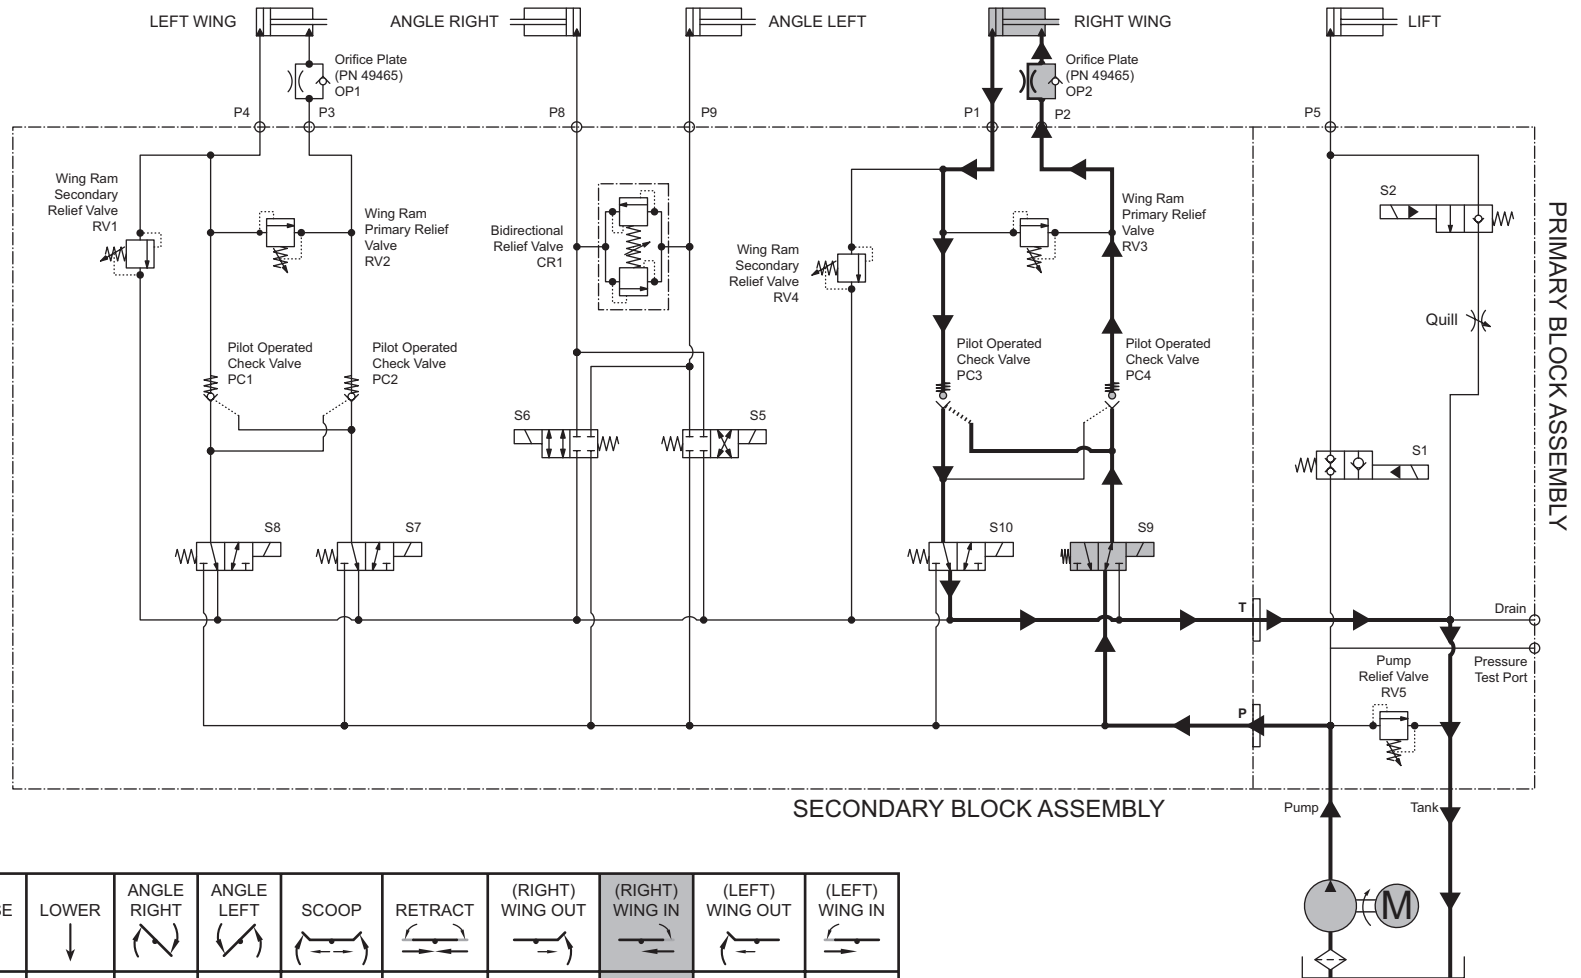 LEFT WING
ANGLE RIGHT
ANGLE LEFT
RIGHT WING
LIFT
Orifice Plate
(PN 49465)
OP1
Orifice Plate
(PN 49465)
OP2
P4
P3
P8
P9
P1
P2
P5
Wing Ram
Secondary
Relief Valve
RV1
Wing Ram
Primary Relief
Valve
RV2
Bidirectional
Relief Valve
CR1
Wing Ram
Secondary
Relief Valve
RV4
Wing Ram
Primary Relief
Valve
RV3
S2
Quill
PRIMARY BLOCK ASSEMBLY
Pilot Operated
Check Valve
PC1
Pilot Operated
Check Valve
PC2
Pilot Operated
Check Valve
PC3
Pilot Operated
Check Valve
PC4
S6
S5
S1
S8
S7
S10
S9
T
Drain
Pressure
Test Port
Pump
Relief Valve
RV5
P
SECONDARY BLOCK ASSEMBLY
Pump
Tank
M
LOWER
ANGLE
RIGHT
ANGLE
LEFT
SCOOP
RETRACT
(RIGHT)
WING OUT
(RIGHT)
WING IN
(LEFT)
WING OUT
(LEFT)
WING IN